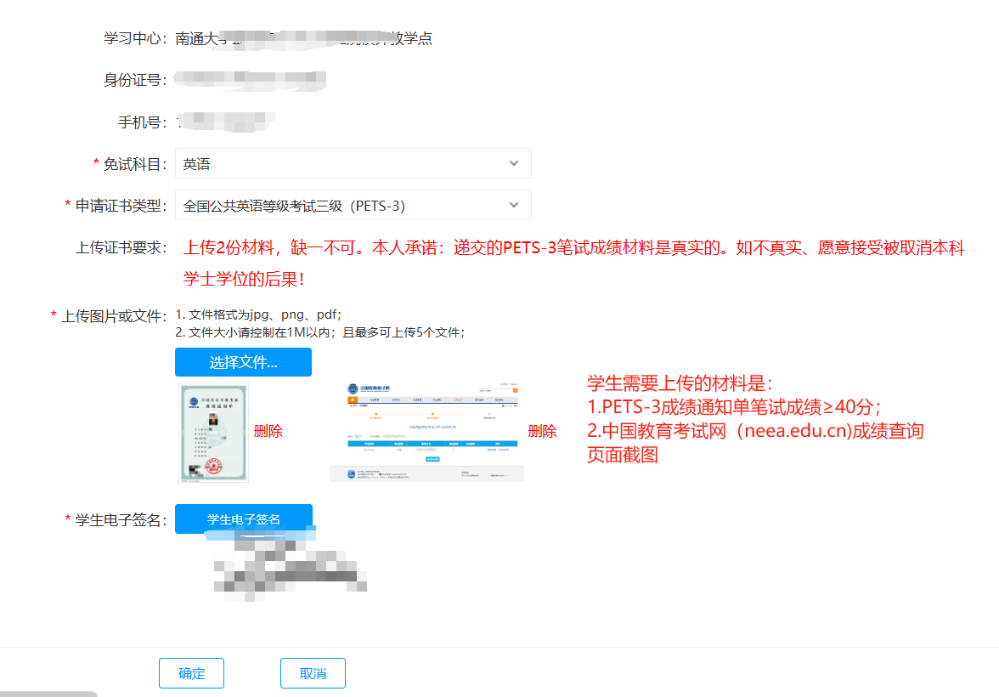 学习中心：南通大学 教学点
身份证号：
手机号：
* 免试科目： 英语
* 申请证书类型： 全国公共英语等级考试三级（PETS-3）
上传证书要求： 上传2份材料，缺一不可。本人承诺：递交的PETS-3笔试成绩材料是真实的。如不真实、愿意接受被取消本科
学士学位的后果！
* 上传图片或文件： 1. 文件格式为jpg、png、pdf；
2. 文件大小请控制在1M以内；且最多可上传5个文件；
选择文件...
删除
删除
学生需要上传的材料是：
1.PETS-3成绩通知单笔试成绩≥40分；
2.中国教育考试网（neea.edu.cn)成绩查询
页面截图
* 学生电子签名： 学生电子签名
确定 取消